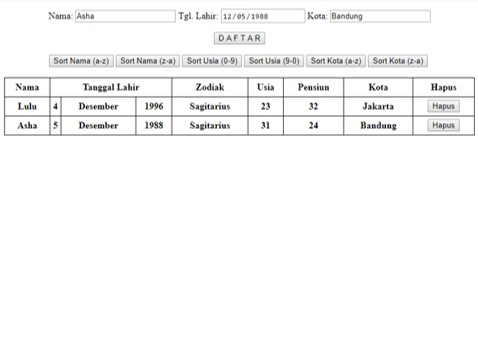 Nama: Asha Tgl. Lahir: 12/05/1988 Kota: Bandung
D A F T A R
Sort Nama (a-z) Sort Nama (z-a) Sort Usia (0-9) Sort Usia (9-0) Sort Kota (a-z) Sort Kota (z-a)
Nama Tanggal Lahir Zodiak Usia Pensiun Kota Hapus
Lulu 4 Desember 1996 Sagitarius 23 32 Jakarta Hapus
Asha 5 Desember 1988 Sagitarius 31 24 Bandung Hapus